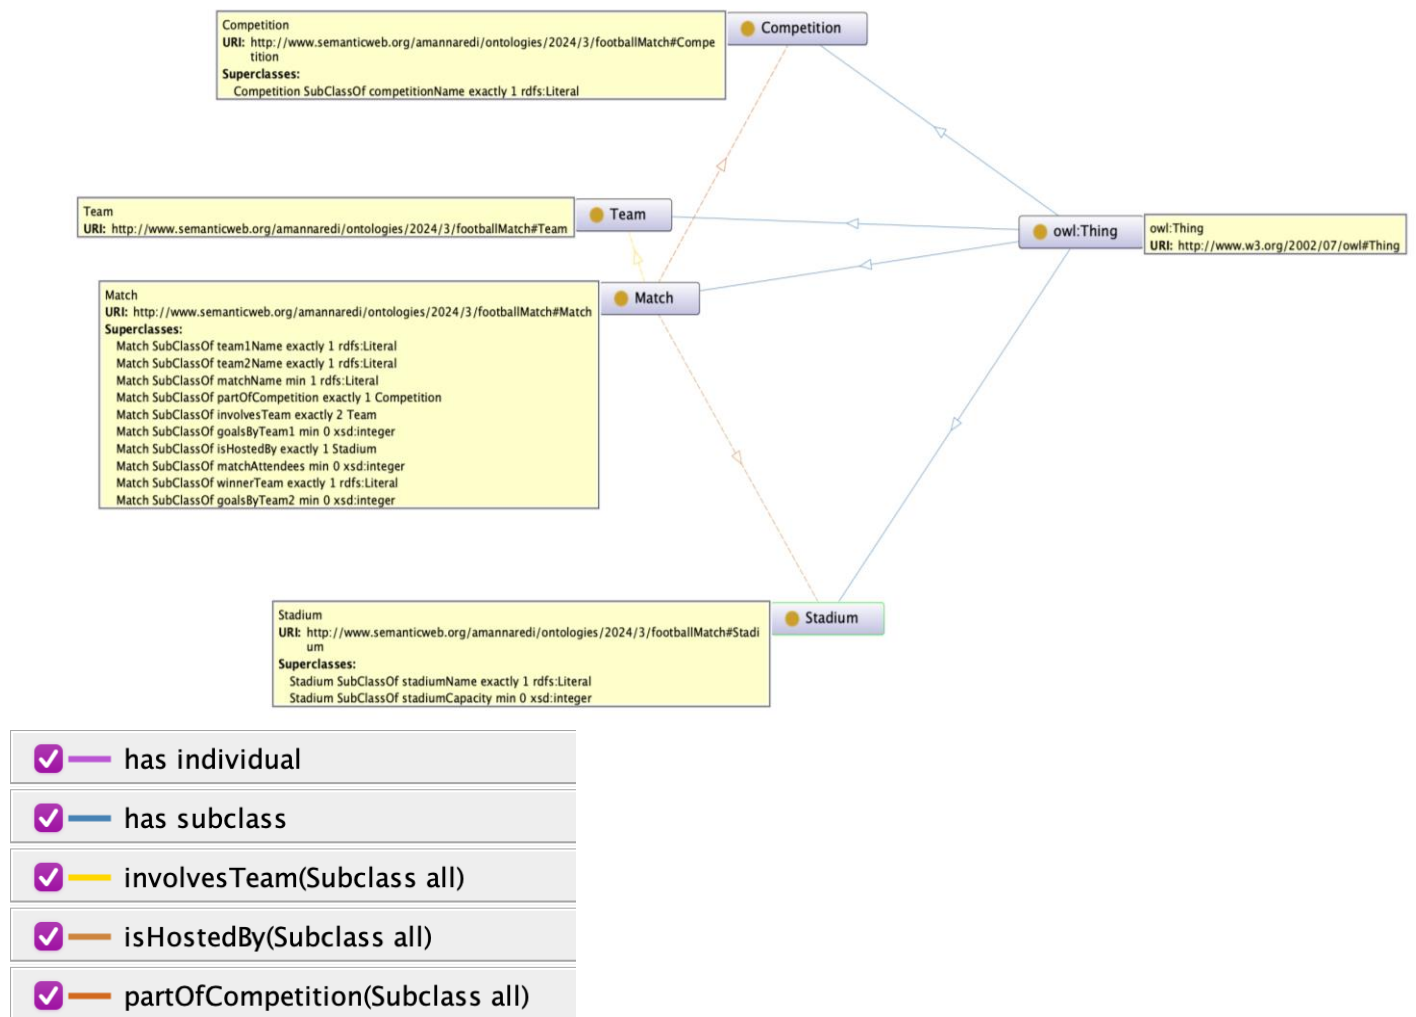 Competition
URI: http://www.semanticweb.org/amannaredi/ontologies/2024/3/footballMatch#Compe
tition
Superclasses:
Competition SubClassOf competitionName exactly 1 rdfs:Literal
Competition
Team
URI: http://www.semanticweb.org/amannaredi/ontologies/2024/3/footballMatch#Team
Team
owl:Thing
owl:Thing
URI: http://www.w3.org/2002/07/owl#Thing
Match
URI: http://www.semanticweb.org/amannaredi/ontologies/2024/3/footballMatch#Match
Superclasses:
Match SubClassOf team1Name exactly 1 rdfs:Literal
Match SubClassOf team2Name exactly 1 rdfs:Literal
Match SubClassOf matchName min 1 rdfs:Literal
Match SubClassOf partOfCompetition exactly 1 Competition
Match SubClassOf involvesTeam exactly 2 Team
Match SubClassOf goalsByTeam1 min 0 xsd:integer
Match SubClassOf isHostedBy exactly 1 Stadium
Match SubClassOf matchAttendees min 0 xsd:integer
Match SubClassOf winnerTeam exactly 1 rdfs:Literal
Match SubClassOf goalsByTeam2 min 0 xsd:integer
Match
Stadium
URI: http://www.semanticweb.org/amannaredi/ontologies/2024/3/footballMatch#Stadi
um
Superclasses:
Stadium SubClassOf stadiumName exactly 1 rdfs:Literal
Stadium SubClassOf stadiumCapacity min 0 xsd:integer
Stadium
has individual
has subclass
involvesTeam(Subclass all)
isHostedBy(Subclass all)
partOfCompetition(Subclass all)